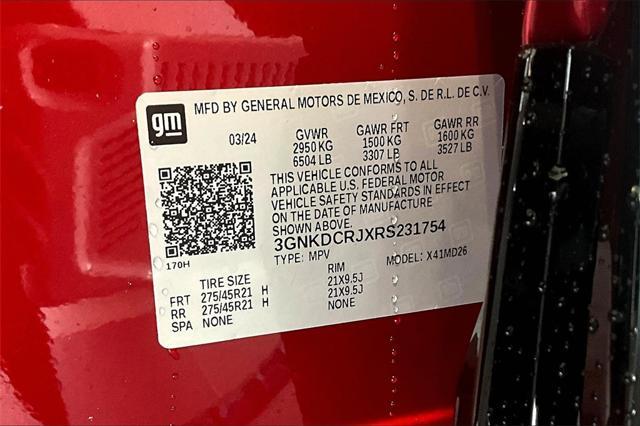 gm
MFD BY GENERAL MOTORS DE MEXICO, S. DE R.L. DE C.V.
03/24 GVWR GAWR FRT GAWR RR
2950 KG 1500 KG 1600 KG
6504 LB 3307 LB 3527 LB
THIS VEHICLE CONFORMS TO ALL
APPLICABLE U.S. FEDERAL MOTOR
VEHICLE SAFETY STANDARDS IN EFFECT
ON THE DATE OF MANUFACTURE
SHOWN ABOVE.
3GNKDCRJXRS231754
170H TYPE: MPV MODEL: X41MD26
TIRE SIZE RIM
FRT 275/45R21 H 21X9.5J
RR 275/45R21 H 21X9.5J
SPA NONE NONE